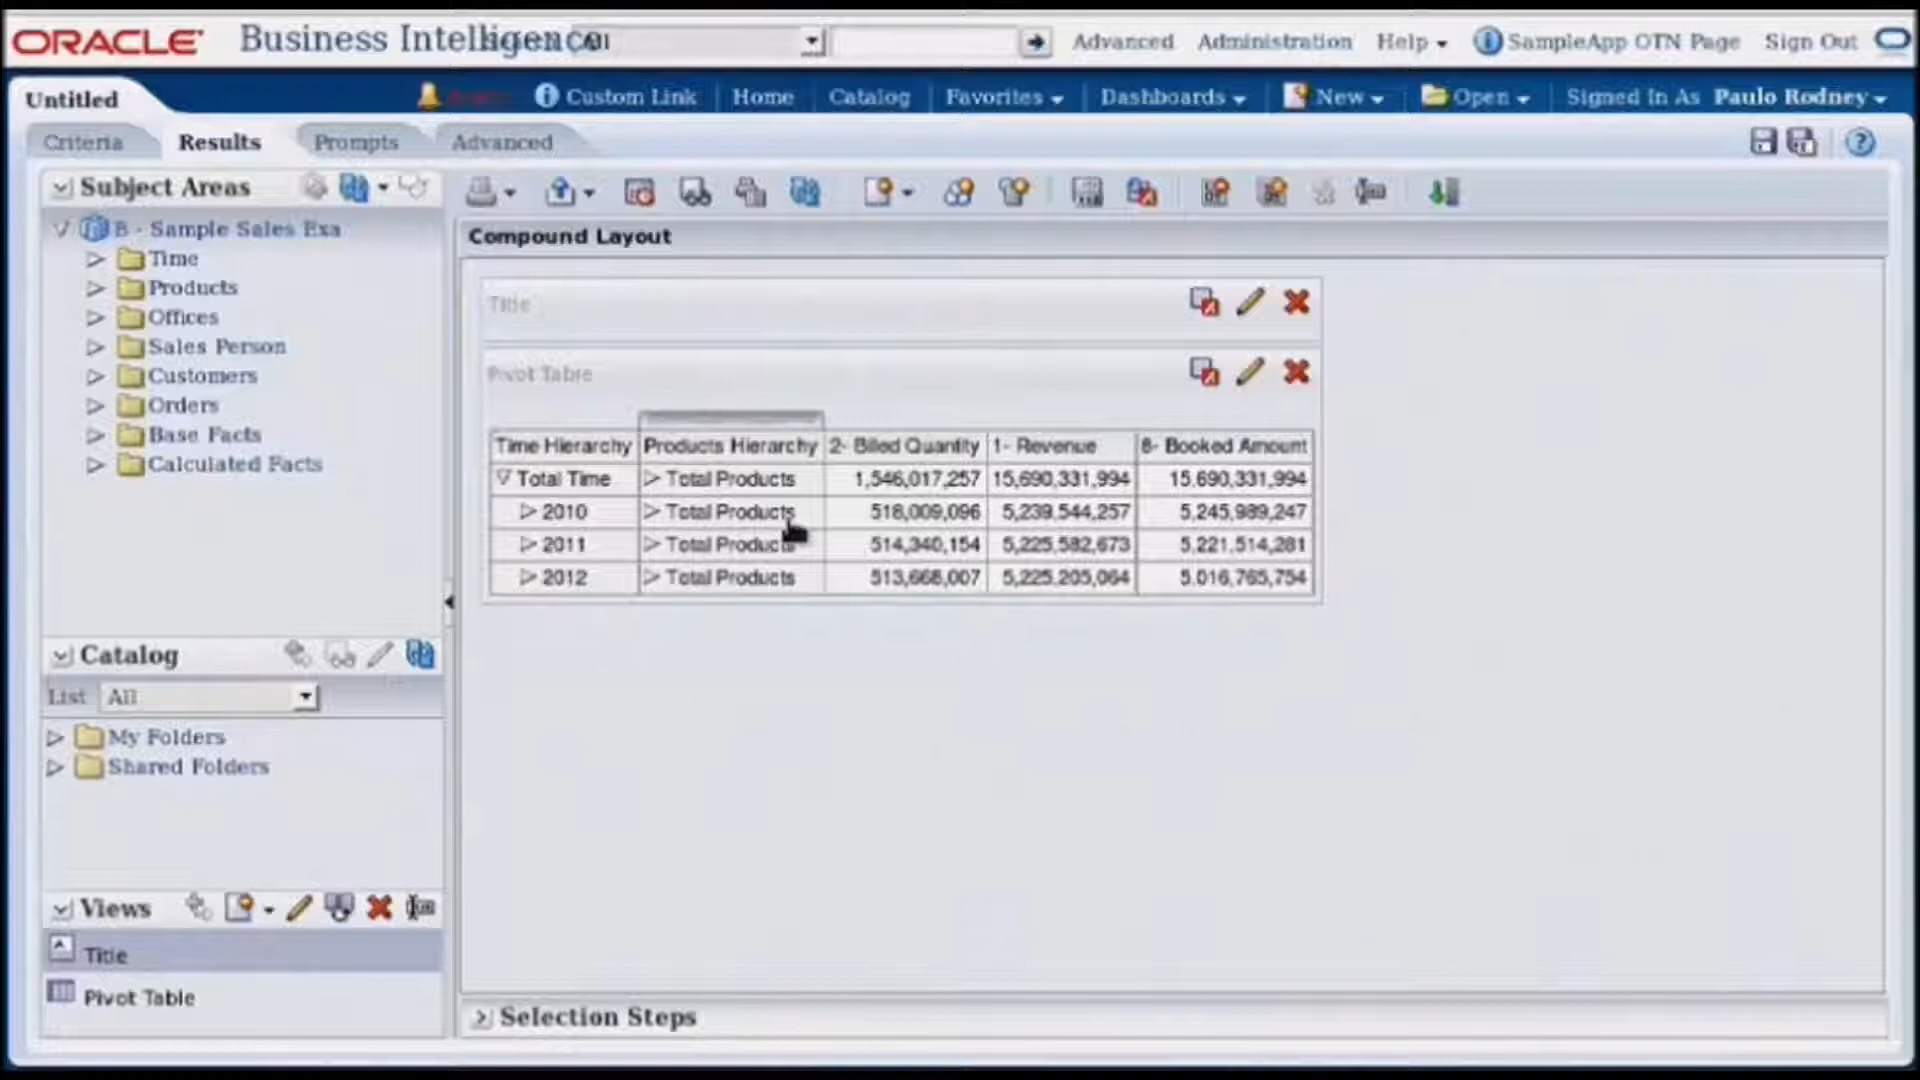 ORACLE Business Intelligence
Advanced Administration Help SampleApp OTN Page Sign Out
Untitled
Custom Link Home Catalog Favorites Dashboards New Open Signed In As Paulo Rodney
Criteria Results Prompts Advanced
Subject Areas
B - Sample Sales Exa
Time
Products
Offices
Sales Person
Customers
Orders
Base Facts
Calculated Facts
Catalog
List All
My Folders
Shared Folders
Views
Title
Pivot Table
Compound Layout
Title
Pivot Table
Time Hierarchy Products Hierarchy 2- Billed Quantity 1- Revenue 8- Booked Amount
Total Time Total Products 1,546,017,257 15,690,331,994 15,690,331,994
2010 Total Products 518,009,096 5,239,544,257 5,245,989,247
2011 Total Products 514,340,154 5,225,582,673 5,221,514,281
2012 Total Products 513,668,007 5,225,205,064 5,016,765,754
Selection Steps